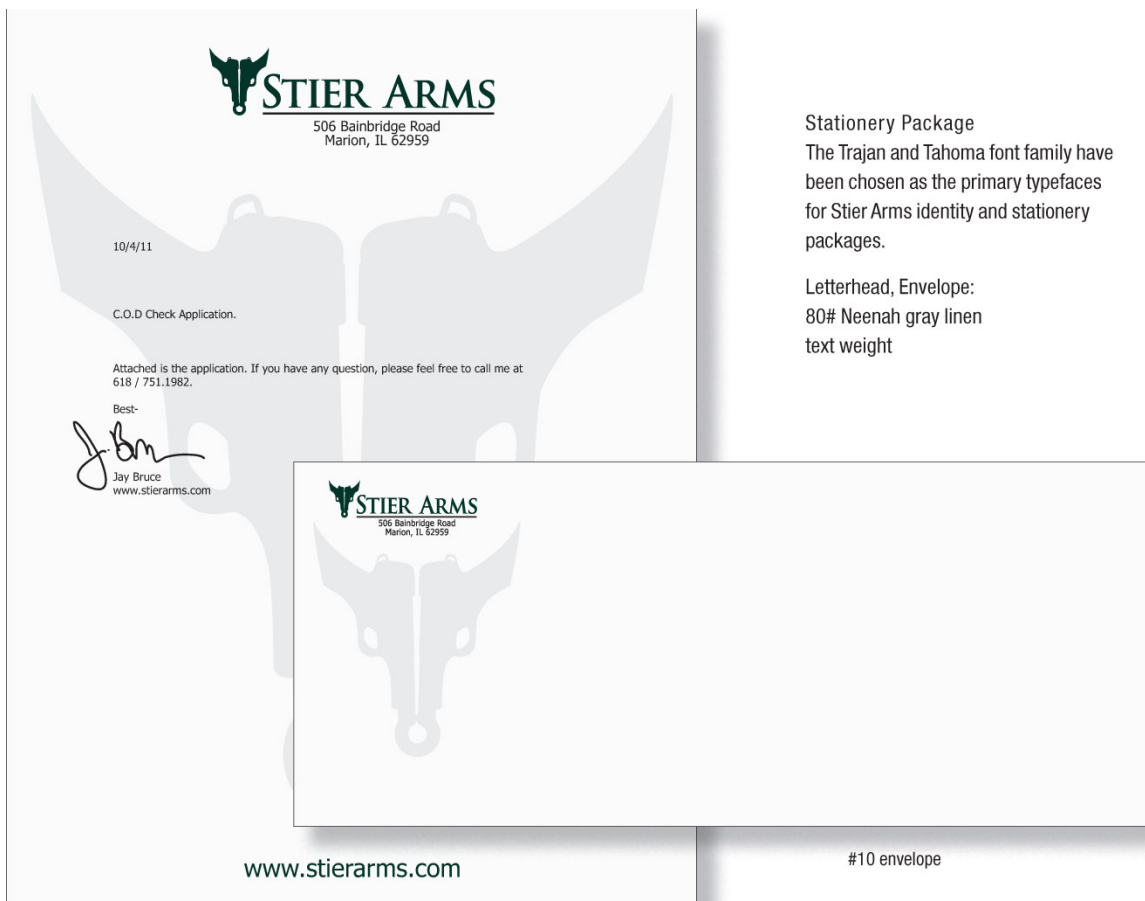 STIER ARMS
506 Bainbridge Road
Marion, IL 62959
10/4/11
C.O.D Check Application.
Attached is the application. If you have any question, please feel free to call me at
618 / 751.1982.
Best-
J. B
Jay Bruce
www.stierarms.com
www.stierarms.com
STIER ARMS
506 Bainbridge Road
Marion, IL 62959
Stationery Package
The Trajan and Tahoma font family have
been chosen as the primary typefaces
for Stier Arms identity and stationery
packages.
Letterhead, Envelope:
80# Neenah gray linen
text weight
#10 envelope